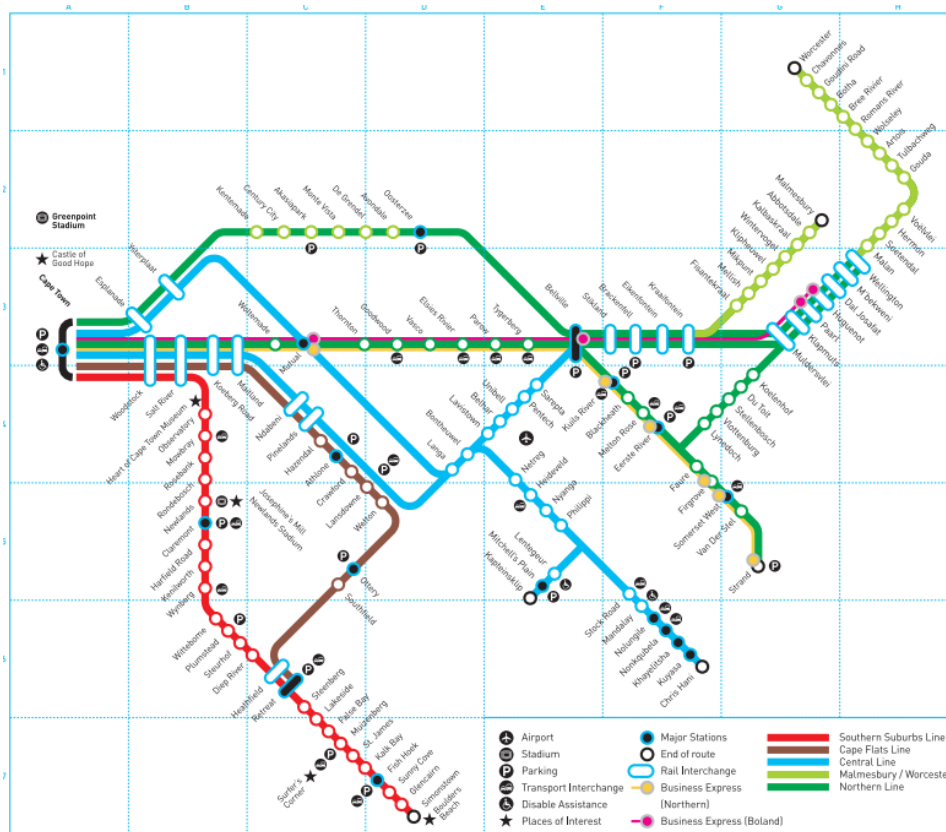 A B C D E F G H
1
2
3
4
5
6
7
Greenpoint
Stadium
Castle of
Good Hope
Cape Town
Esplanade
Ysterplaat
Kentemade
Century City
Akasiapark
Monte Vista
De Grendel
Avondale
Oosterzee
Woltemade
Mutual
Thornton
Goodwood
Vasco
Elsies River
Parow
Tygerberg
Bellville
Stikland
Brackenfell
Eikenfontein
Kraaifontein
Fisantekraal
Mellish
Mikpunt
Klipheuwel
Wintervogel
Kalbaskraal
Abbotsdale
Malmesbury
Worcester
Chavonnes
Goudini Road
Botha
Bree Rivier
Romans River
Wolseley
Artois
Tulbachweg
Gouda
Voëlvlei
Hermon
Soetendal
Malan
Wellington
M'bekweni
Dal Josafat
Huguenot
Paarl
Klapmuts
Muldersvlei
Koelenhof
Du Toit
Stellenbosch
Vlottenburg
Lynedoch
Woodstock
Salt River
Koeberg Road
Maitland
Ndabeni
Pinelands
Hazendal
Athlone
Crawford
Lansdowne
Wetton
Ottery
Southfield
Langa
Bonteheuwel
Lavistown
Belhar
Unibell
Pentech
Sarepta
Kuils River
Blackheath
Melton Rose
Eerste River
Faure
Firgrove
Somerset West
Van Der Stel
Strand
Netreg
Heideveld
Nyanga
Philippi
Lentegeur
Mitchell's Plain
Kapteinsklip
Stock Road
Mandalay
Nolungile
Nonkqubela
Khayelitsha
Kuyasa
Chris Hani
Heart of Cape Town Museum
Observatory
Mowbray
Rosebank
Rondebosch
Newlands
Josephine's Mill
Newlands Stadium
Claremont
Harfield Road
Kenilworth
Wynberg
Wittebome
Plumstead
Steurhof
Diep River
Heathfield
Retreat
Steenberg
Lakeside
False Bay
Muizenberg
St. James
Kalk Bay
Fish Hoek
Sunny Cove
Glencairn
Simonstown
Boulders
Beach
Surfer's
Corner
Airport
Stadium
P Parking
Transport Interchange
Disable Assistance
Places of Interest
Major Stations
End of route
Rail Interchange
Business Express
(Northern)
Business Express (Boland)
Southern Suburbs Line
Cape Flats Line
Central Line
Malmesbury / Worceste
Northern Line